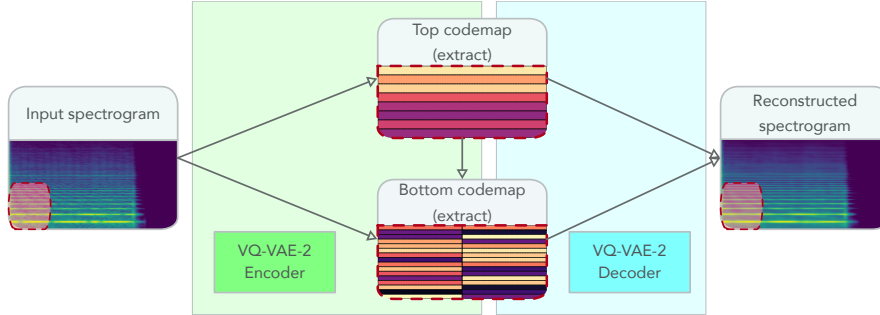 Top codemap
(extract)
Input spectrogram
Reconstructed
spectrogram
Bottom codemap
(extract)
VQ-VAE-2
Encoder
VQ-VAE-2
Decoder